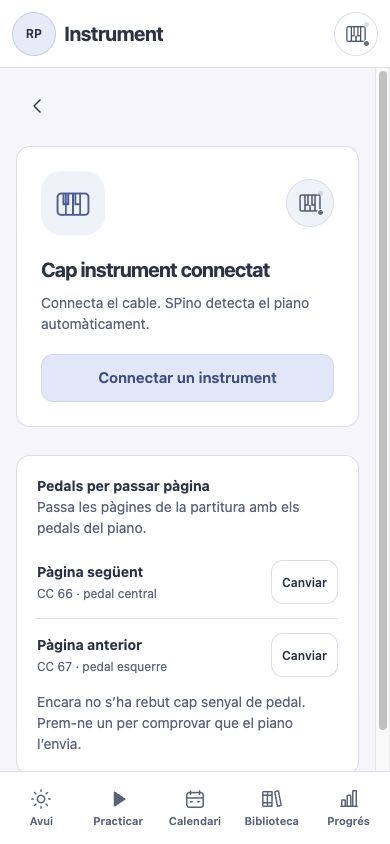 RP
Instrument
Cap instrument connectat
Connecta el cable. SPino detecta el piano
automàticament.
Connectar un instrument
Pedals per passar pàgina
Passa les pàgines de la partitura amb els
pedals del piano.
Pàgina següent
CC 66 · pedal central
Canviar
Pàgina anterior
CC 67 · pedal esquerre
Canviar
Encara no s’ha rebut cap senyal de pedal.
Prem-ne un per comprovar que el piano
l’envia.
Avui
Practicar
Calendari
Biblioteca
Progrés